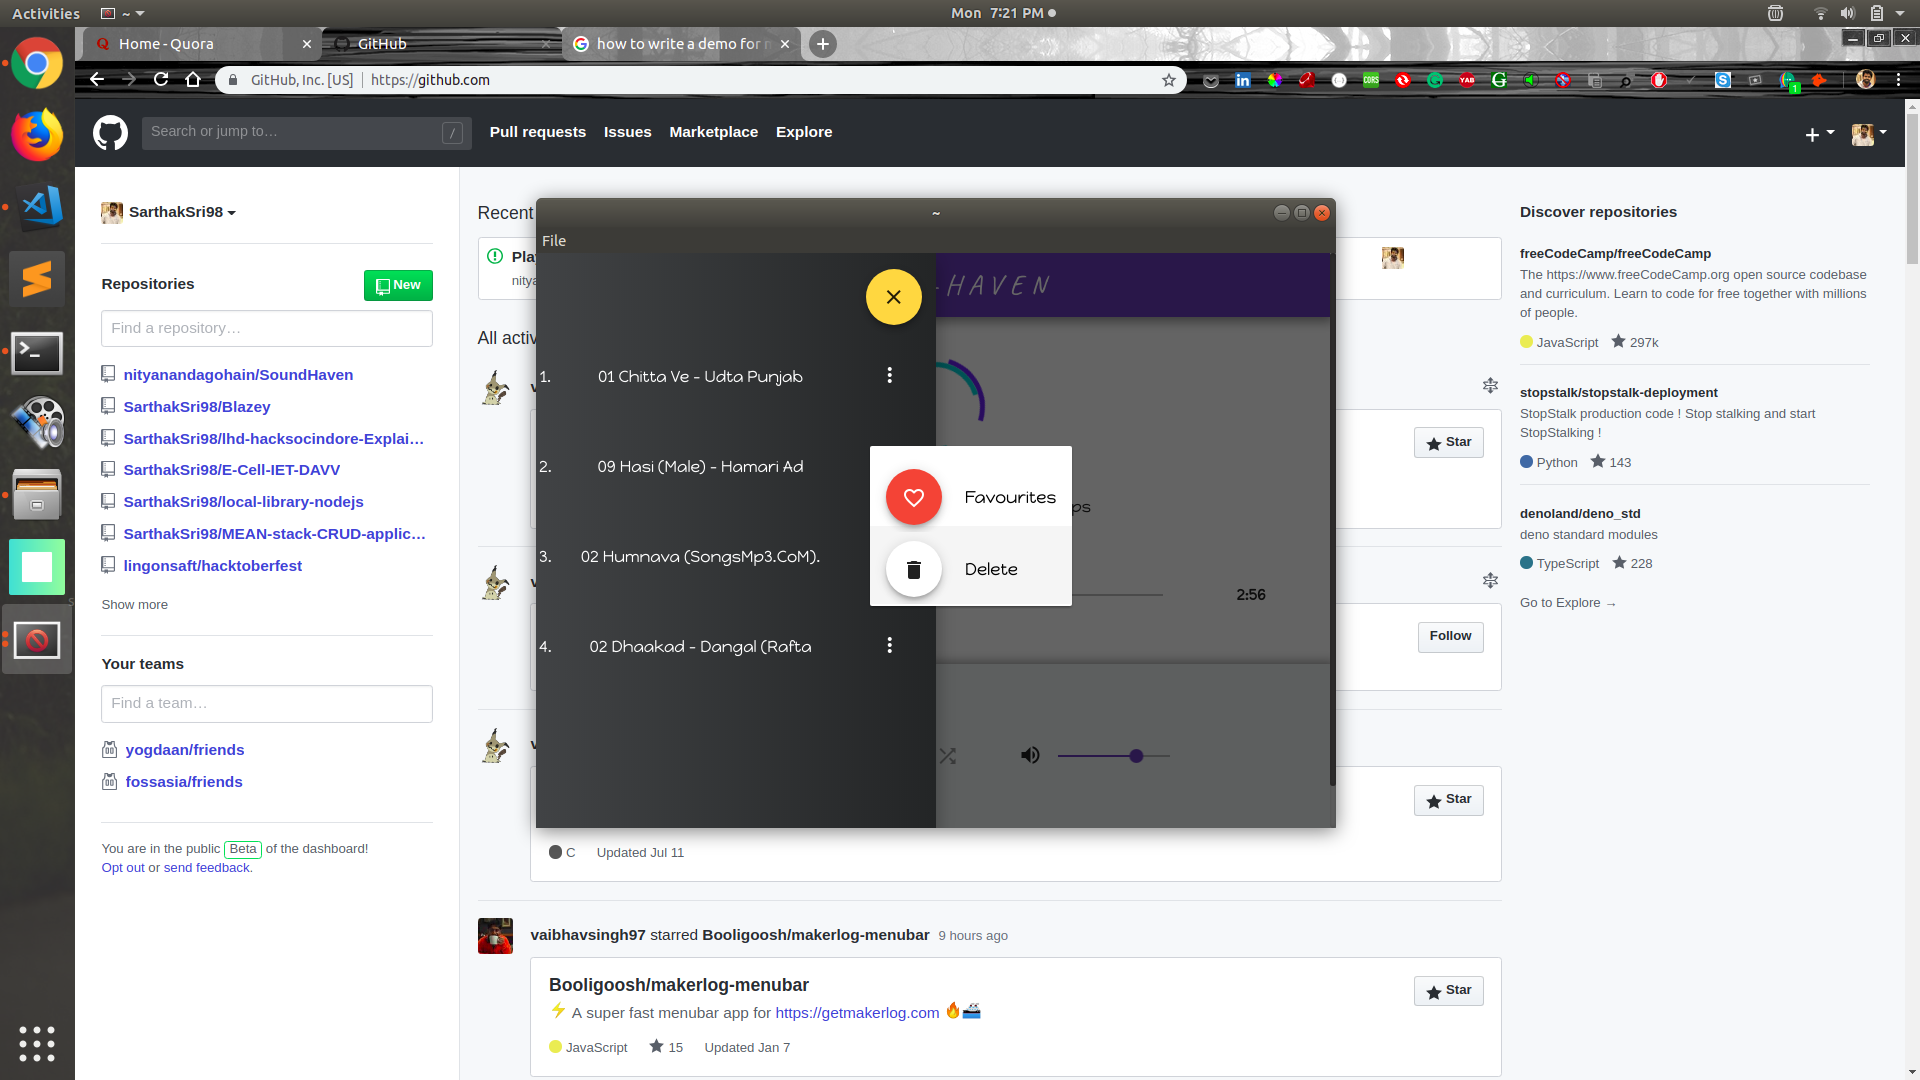 Activities
~
Mon 7:21 PM
Home - Quora
GitHub
how to write a demo for
+
GitHub, Inc. [US]
https://github.com
CORS
YAB
1
Search or jump to…
/
Pull requests
Issues
Marketplace
Explore
SarthakSri98
Repositories
New
Find a repository…
nityanandagohain/SoundHaven
SarthakSri98/Blazey
SarthakSri98/lhd-hacksocindore-Explai…
SarthakSri98/E-Cell-IET-DAVV
SarthakSri98/local-library-nodejs
SarthakSri98/MEAN-stack-CRUD-applic…
lingonsaft/hacktoberfest
Show more
Your teams
Find a team…
yogdaan/friends
fossasia/friends
You are in the public Beta of the dashboard!
Opt out or send feedback.
Recent
Pla
nitya
All activ
~
File
-HAVEN
1. 01 Chitta Ve - Udta Punjab
2. 09 Hasi (Male) - Hamari Ad
3. 02 Humnava (SongsMp3.CoM).
4. 02 Dhaakad - Dangal (Rafta
Favourites
Delete
ps
2:56
Star
Follow
Star
C
Updated Jul 11
vaibhavsingh97 starred Booligoosh/makerlog-menubar 9 hours ago
Booligoosh/makerlog-menubar
Star
⚡ A super fast menubar app for https://getmakerlog.com
JavaScript
15
Updated Jan 7
Discover repositories
freeCodeCamp/freeCodeCamp
The https://www.freeCodeCamp.org open source codebase
and curriculum. Learn to code for free together with millions
of people.
JavaScript
297k
stopstalk/stopstalk-deployment
StopStalk production code ! Stop stalking and start
StopStalking !
Python
143
denoland/deno_std
deno standard modules
TypeScript
228
Go to Explore →